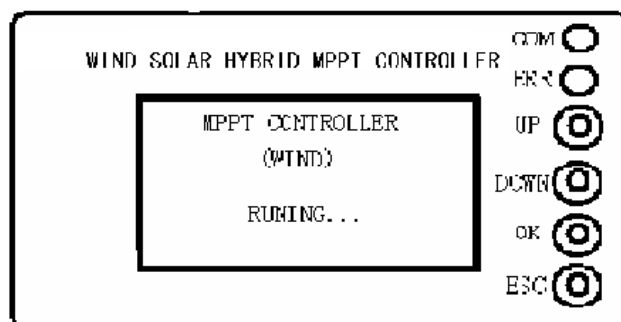 WIND SOLAR HYBRID MPPT CONTROLLER
MPPT CONTROLLER
(WIND)
RUNING...
COM
ERR
UP
DOWN
OK
ESC